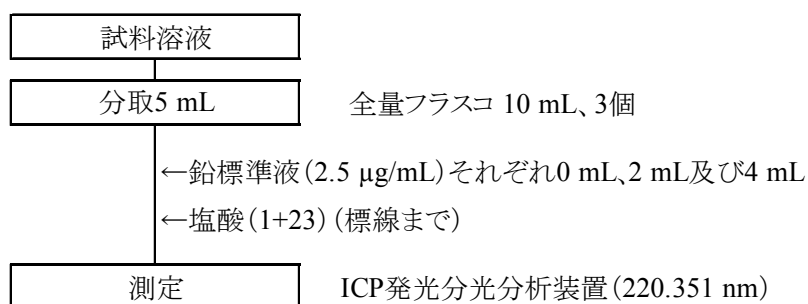 試料溶液
分取5 mL 全量フラスコ 10 mL、3個
←鉛標準液(2.5 µg/mL)それぞれ0 mL、2 mL及び4 mL
←塩酸(1+23) (標線まで)
測定 ICP発光分光分析装置(220.351 nm)